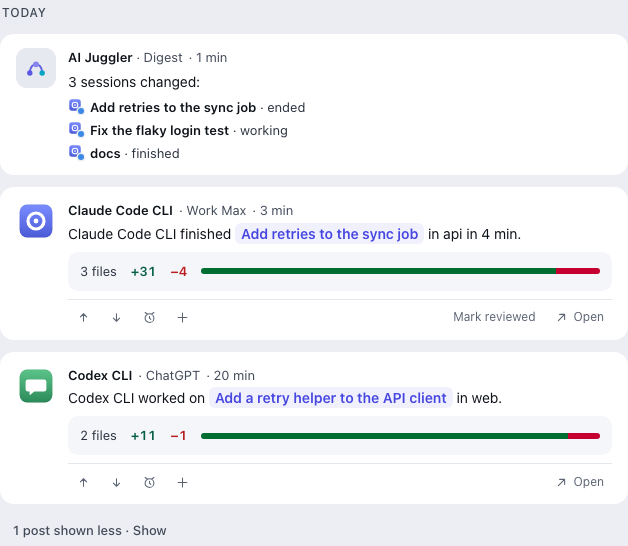 TODAY
AI Juggler · Digest · 1 min
3 sessions changed:
Add retries to the sync job · ended
Fix the flaky login test · working
docs · finished
Claude Code CLI · Work Max · 3 min
Claude Code CLI finished Add retries to the sync job in api in 4 min.
3 files +31 −4
Mark reviewed Open
Codex CLI · ChatGPT · 20 min
Codex CLI worked on Add a retry helper to the API client in web.
2 files +11 −1
Open
1 post shown less · Show